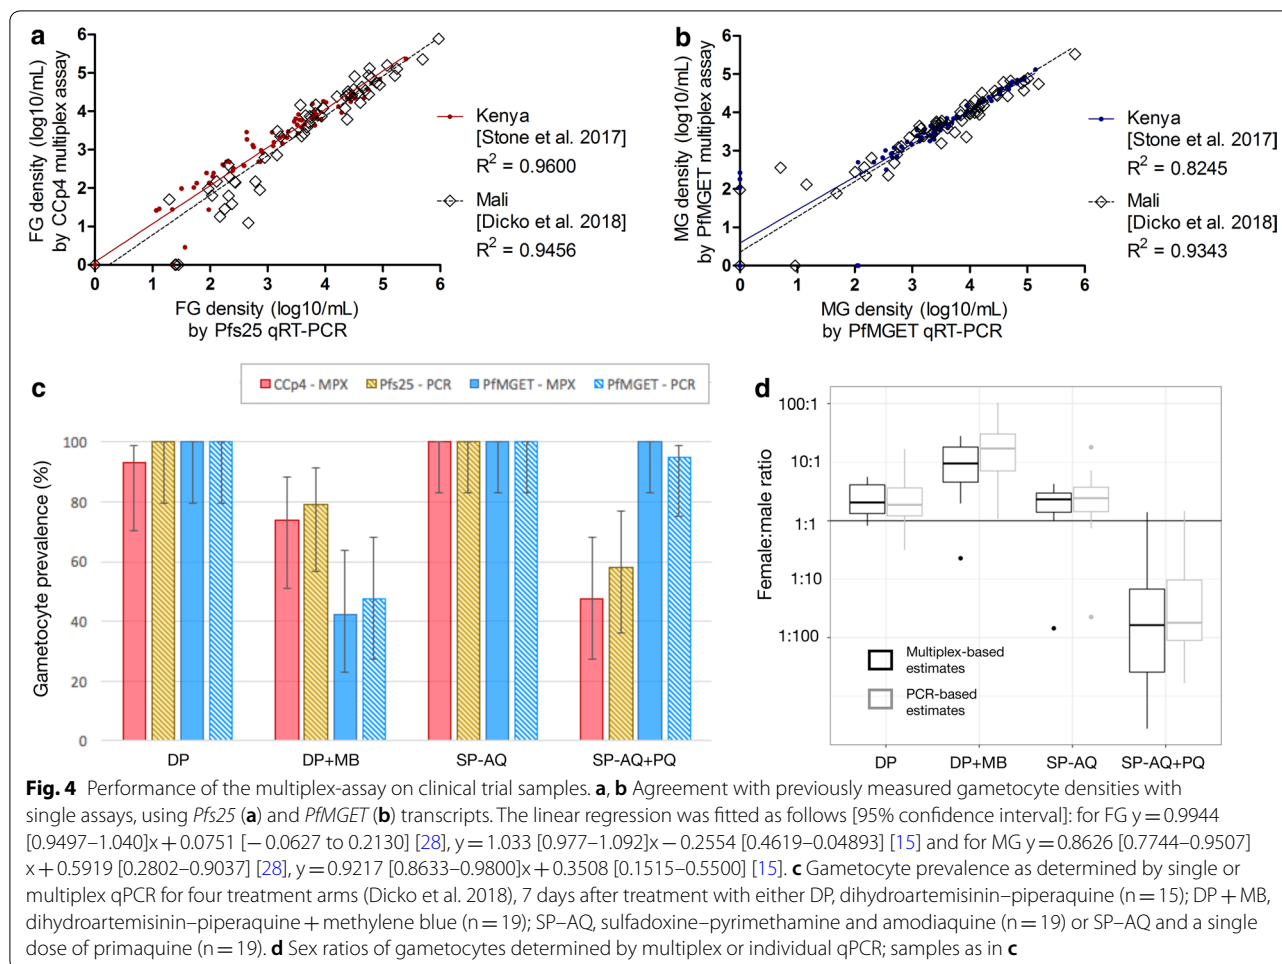 a
FG density (log10/mL)
by CCp4 multiplex assay
6
5
4
3
2
1
0
0 1 2 3 4 5 6
FG density (log10/mL)
by Pfs25 qRT-PCR
Kenya
[Stone et al. 2017]
R² = 0.9600
Mali
[Dicko et al. 2018]
R² = 0.9456
b
MG density (log10/mL)
by PfMGET multiplex assay
6
5
4
3
2
1
0
0 1 2 3 4 5 6
MG density (log10/mL)
by PfMGET qRT-PCR
Kenya
[Stone et al. 2017]
R² = 0.8245
Mali
[Dicko et al. 2018]
R² = 0.9343
c
CCp4 - MPX Pfs25 - PCR PfMGET - MPX PfMGET - PCR
Gametocyte prevalence (%)
100
80
60
40
20
0
DP DP+MB SP-AQ SP-AQ+PQ
d
Female:male ratio
100:1
10:1
1:1
1:10
1:100
Multiplex-based
estimates
PCR-based
estimates
DP DP+MB SP-AQ SP-AQ+PQ
Fig. 4 Performance of the multiplex-assay on clinical trial samples. a, b Agreement with previously measured gametocyte densities with
single assays, using Pfs25 (a) and PfMGET (b) transcripts. The linear regression was fitted as follows [95% confidence interval]: for FG y = 0.9944
[0.9497–1.040]x + 0.0751 [− 0.0627 to 0.2130] [28], y = 1.033 [0.977–1.092]x − 0.2554 [0.4619–0.04893] [15] and for MG y = 0.8626 [0.7744–0.9507]
x + 0.5919 [0.2802–0.9037] [28], y = 0.9217 [0.8633–0.9800]x + 0.3508 [0.1515–0.5500] [15]. c Gametocyte prevalence as determined by single or
multiplex qPCR for four treatment arms (Dicko et al. 2018), 7 days after treatment with either DP, dihydroartemisinin–piperaquine (n = 15); DP + MB,
dihydroartemisinin–piperaquine + methylene blue (n = 19); SP–AQ, sulfadoxine–pyrimethamine and amodiaquine (n = 19) or SP–AQ and a single
dose of primaquine (n = 19). d Sex ratios of gametocytes determined by multiplex or individual qPCR; samples as in c